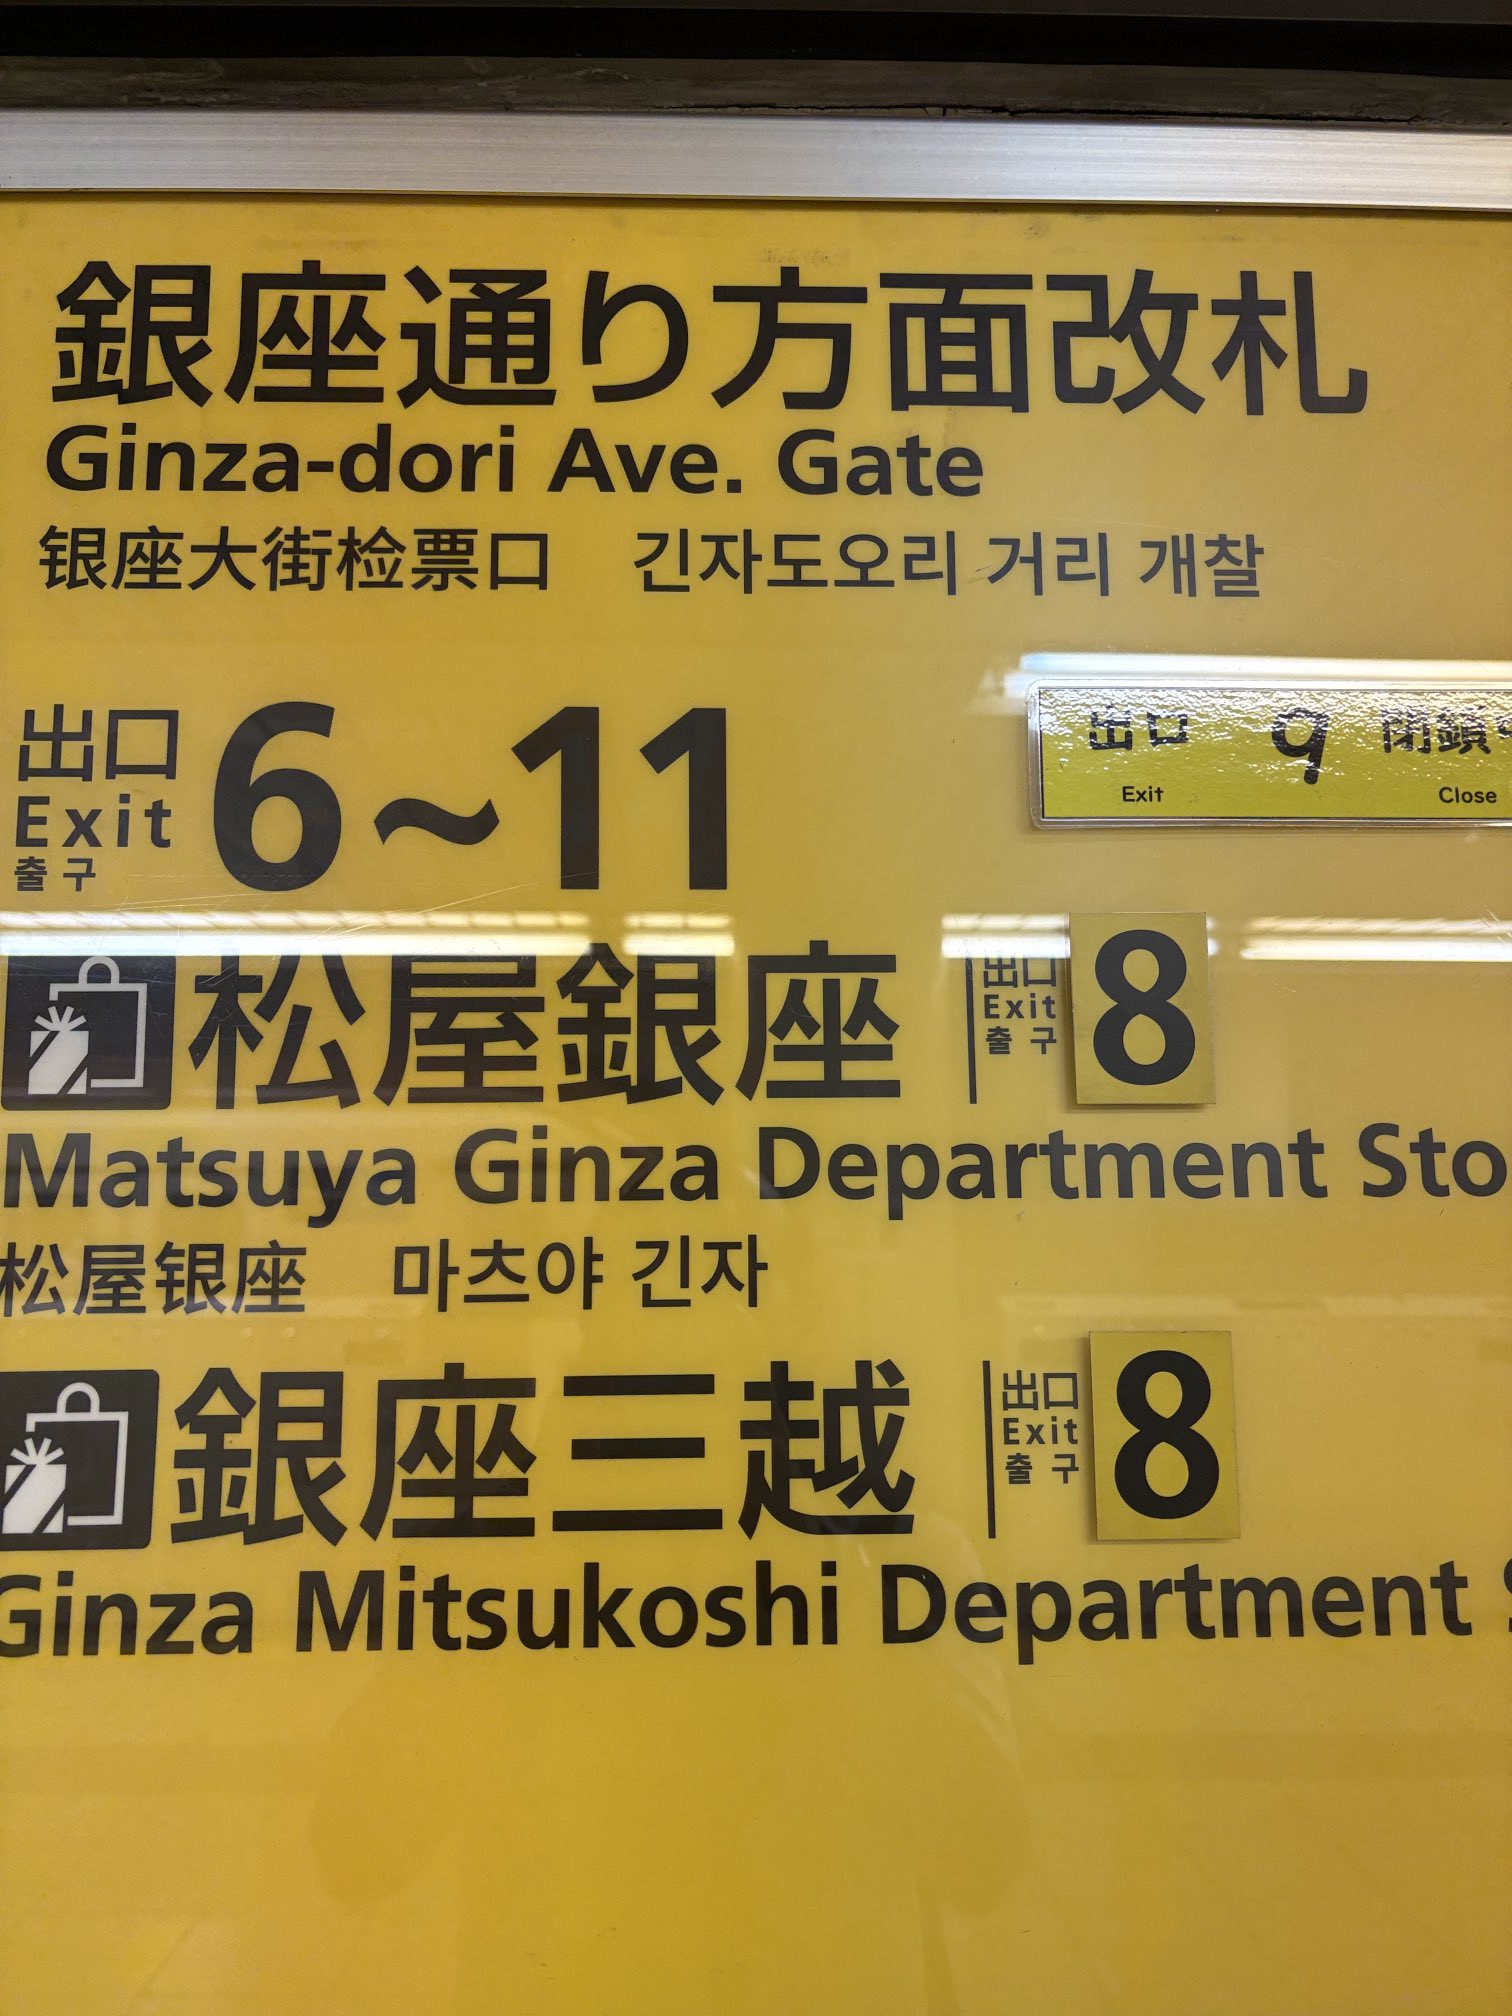 銀座通り方面改札
Ginza-dori Ave. Gate
银座大街检票口 긴자도오리 거리 개찰
出口 6~11
Exit
출구
出口 9 閉鎖
Exit Close
松屋銀座 出口 8
Exit
출구
Matsuya Ginza Department Sto
松屋银座 마츠야 긴자
銀座三越 出口 8
Exit
출구
Ginza Mitsukoshi Department